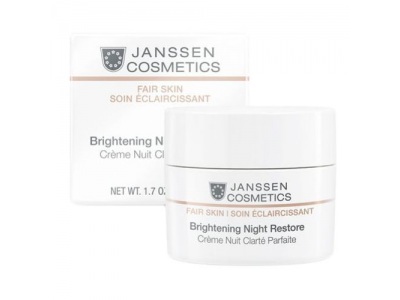 JANSSEN
COSMETICS
FAIR SKIN
SOIN ÉCLAIRCISSANT
Brightening
Crème Nuit
NET WT. 1.7
JANSSEN
COSMETICS
FAIR SKIN | SOIN ÉCLAIRCISSANT
Brightening Night Restore
Crème Nuit Clarté Parfaite